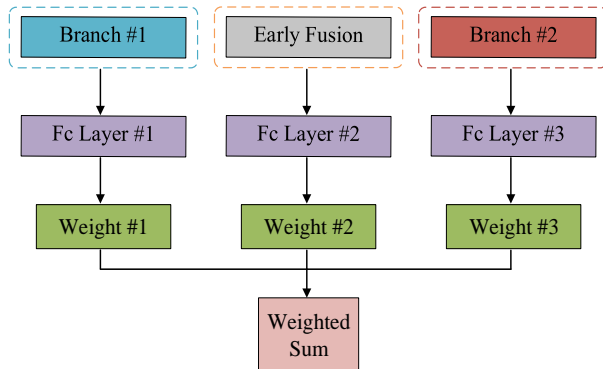 Branch #1
Early Fusion
Branch #2
Fc Layer #1
Fc Layer #2
Fc Layer #3
Weight #1
Weight #2
Weight #3
Weighted
Sum